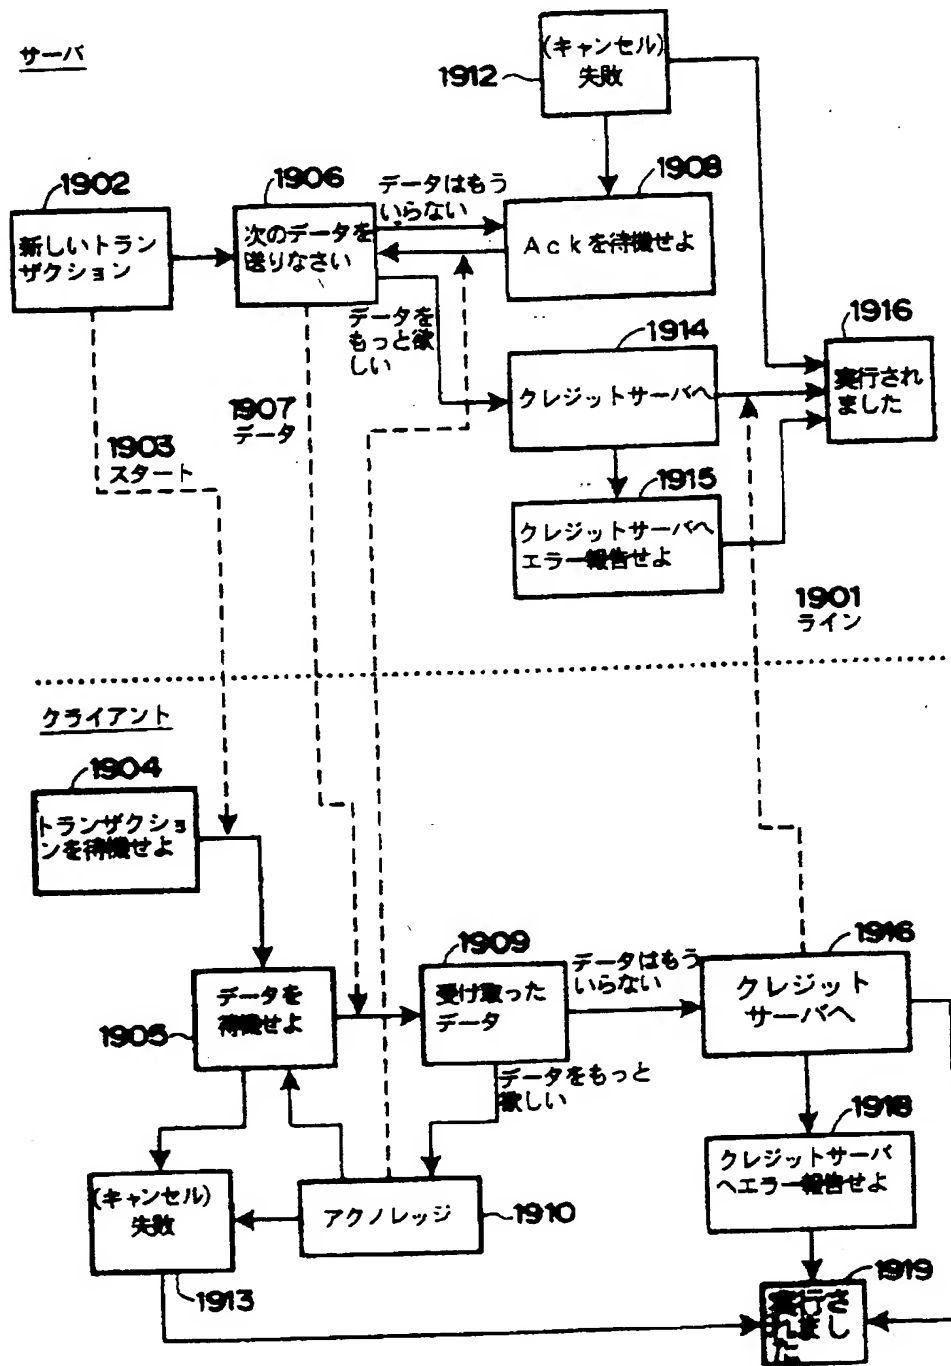 サーバ
(キャンセル)
失敗
1912
1902
新しいトラン
ザクション
1906
次のデータを
送りなさい
データはもう
いらない
1908
Ackを待機せよ
データを
もっと欲
しい
1914
クレジットサーバへ
1916
実行され
ました
1907
データ
1903
スタート
1915
クレジットサーバへ
エラー報告せよ
1901
ライン
クライアント
1904
トランザクショ
ンを待機せよ
1905
データを
待機せよ
1909
受け取った
データ
データはもう
いらない
1916
クレジット
サーバへ
データをもっと
欲しい
1918
クレジットサーバ
へエラー報告せよ
(キャンセル)
失敗
1913
アクノレッジ
1910
1919
実行さ
れまし
た